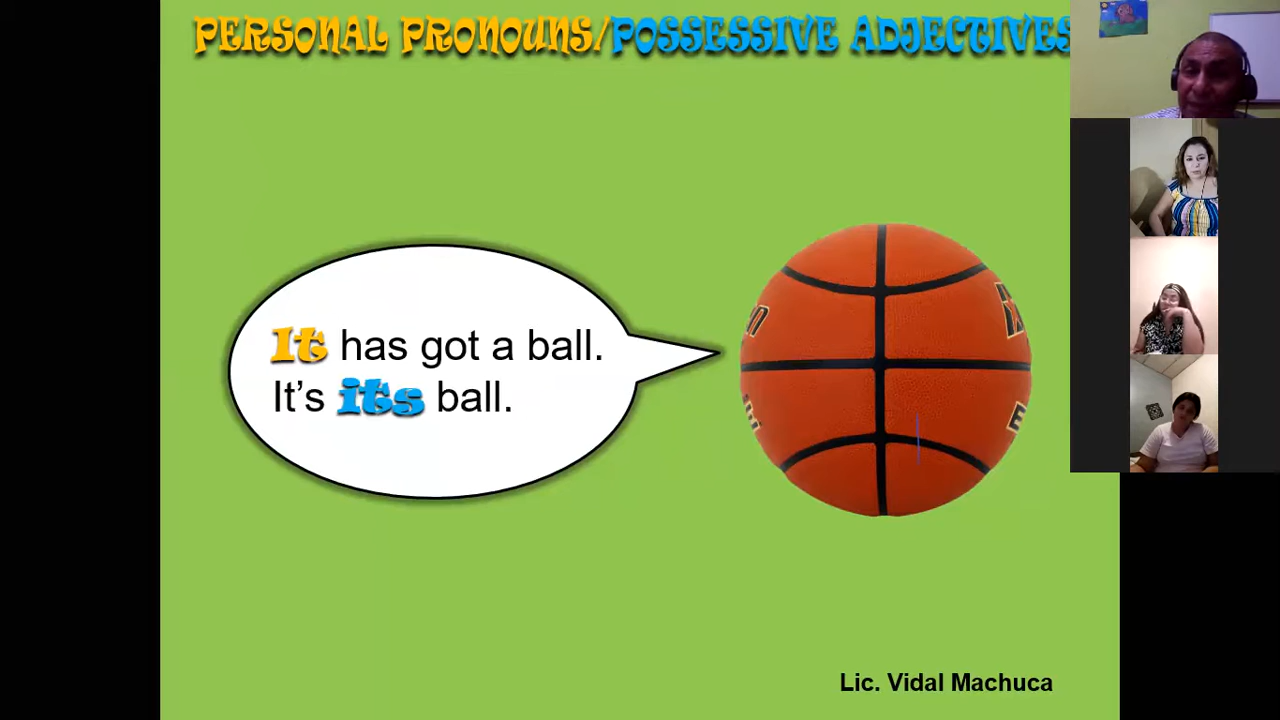 PERSONAL PRONOUNS/POSSESSIVE ADJECTIVES
It has got a ball.
It’s its ball.
Lic. Vidal Machuca